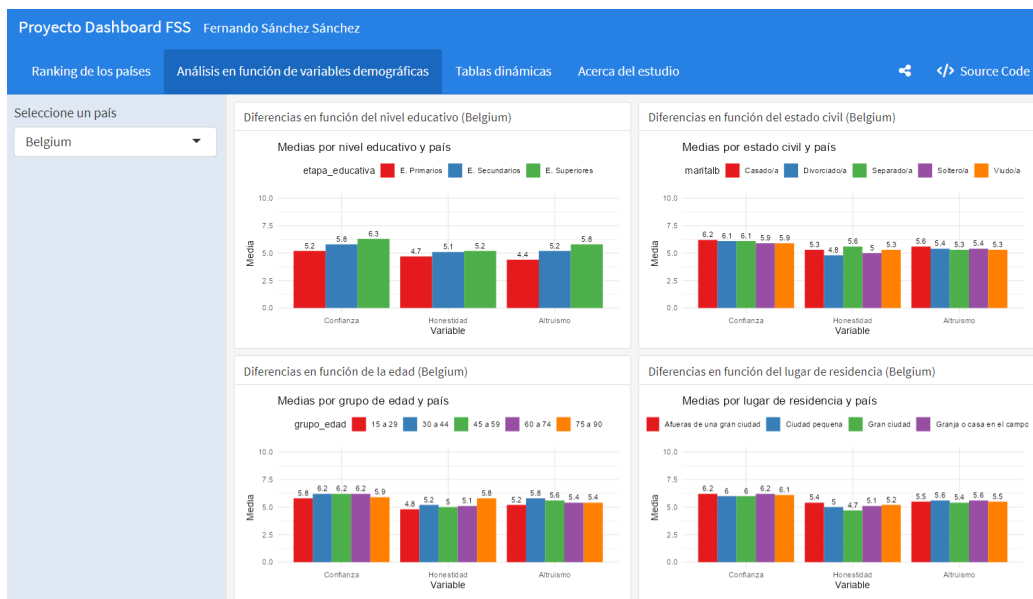 Proyecto Dashboard FSS Fernando Sánchez Sánchez
Ranking de los países Análisis en función de variables demográficas Tablas dinámicas Acerca del estudio </> Source Code
Seleccione un país
Belgium
Diferencias en función del nivel educativo (Belgium)
Medias por nivel educativo y país
etapa_educativa E. Primarios E. Secundarios E. Superiores
10.0
7.5
5.0
2.5
0.0
Media
5.2 5.8 6.3 4.7 5.1 5.2 4.4 5.2 5.8
Confianza Honestidad Altruismo
Variable
Diferencias en función del estado civil (Belgium)
Medias por estado civil y país
maritalb Casado/a Divorciado/a Separado/a Soltero/a Viudo/a
10.0
7.5
5.0
2.5
0.0
Media
6.2 6.1 6.1 5.9 5.9 5.3 4.8 5.6 5 5.3 5.6 5.4 5.3 5.4 5.3
Confianza Honestidad Altruismo
Variable
Diferencias en función de la edad (Belgium)
Medias por grupo de edad y país
grupo_edad 15 a 29 30 a 44 45 a 59 60 a 74 75 a 90
10.0
7.5
5.0
2.5
0.0
Media
5.8 6.2 6.2 6.2 5.9 4.8 5.2 5 5.1 5.8 5.2 5.8 5.6 5.4 5.4
Confianza Honestidad Altruismo
Variable
Diferencias en función del lugar de residencia (Belgium)
Medias por lugar de residencia y país
Afueras de una gran ciudad Ciudad pequena Gran ciudad Granja o casa en el campo
10.0
7.5
5.0
2.5
0.0
Media
6.2 6 6 6.2 6.1 5.4 5 4.7 5.1 5.2 5.5 5.6 5.4 5.6 5.5
Confianza Honestidad Altruismo
Variable